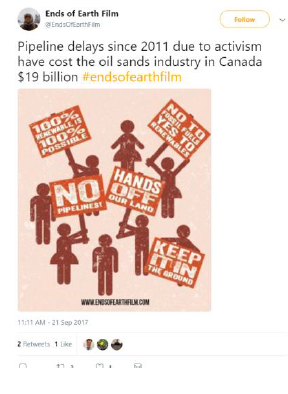 Ends of Earth Film
@EndsOfEarthFilm
Follow
Pipeline delays since 2011 due to activism
have cost the oil sands industry in Canada
$19 billion #endsofearthfilm
100%
RENEWABLE IS
100%
POSSIBLE
NO TO
FOSSIL FUELS
YES TO
RENEWABLES
NO
PIPELINES!
HANDS
OFF
OUR LAND
KEEP
IT IN
THE GROUND
WWW.ENDSOFEARTHFILM.COM
11:11 AM - 21 Sep 2017
2 Retweets 1 Like